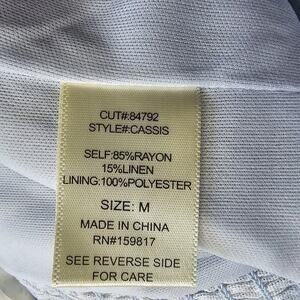 CUT#:84792
STYLE#:CASSIS
SELF:85%RAYON
15%LINEN
LINING:100%POLYESTER
SIZE: M
MADE IN CHINA
RN#159817
SEE REVERSE SIDE
FOR CARE